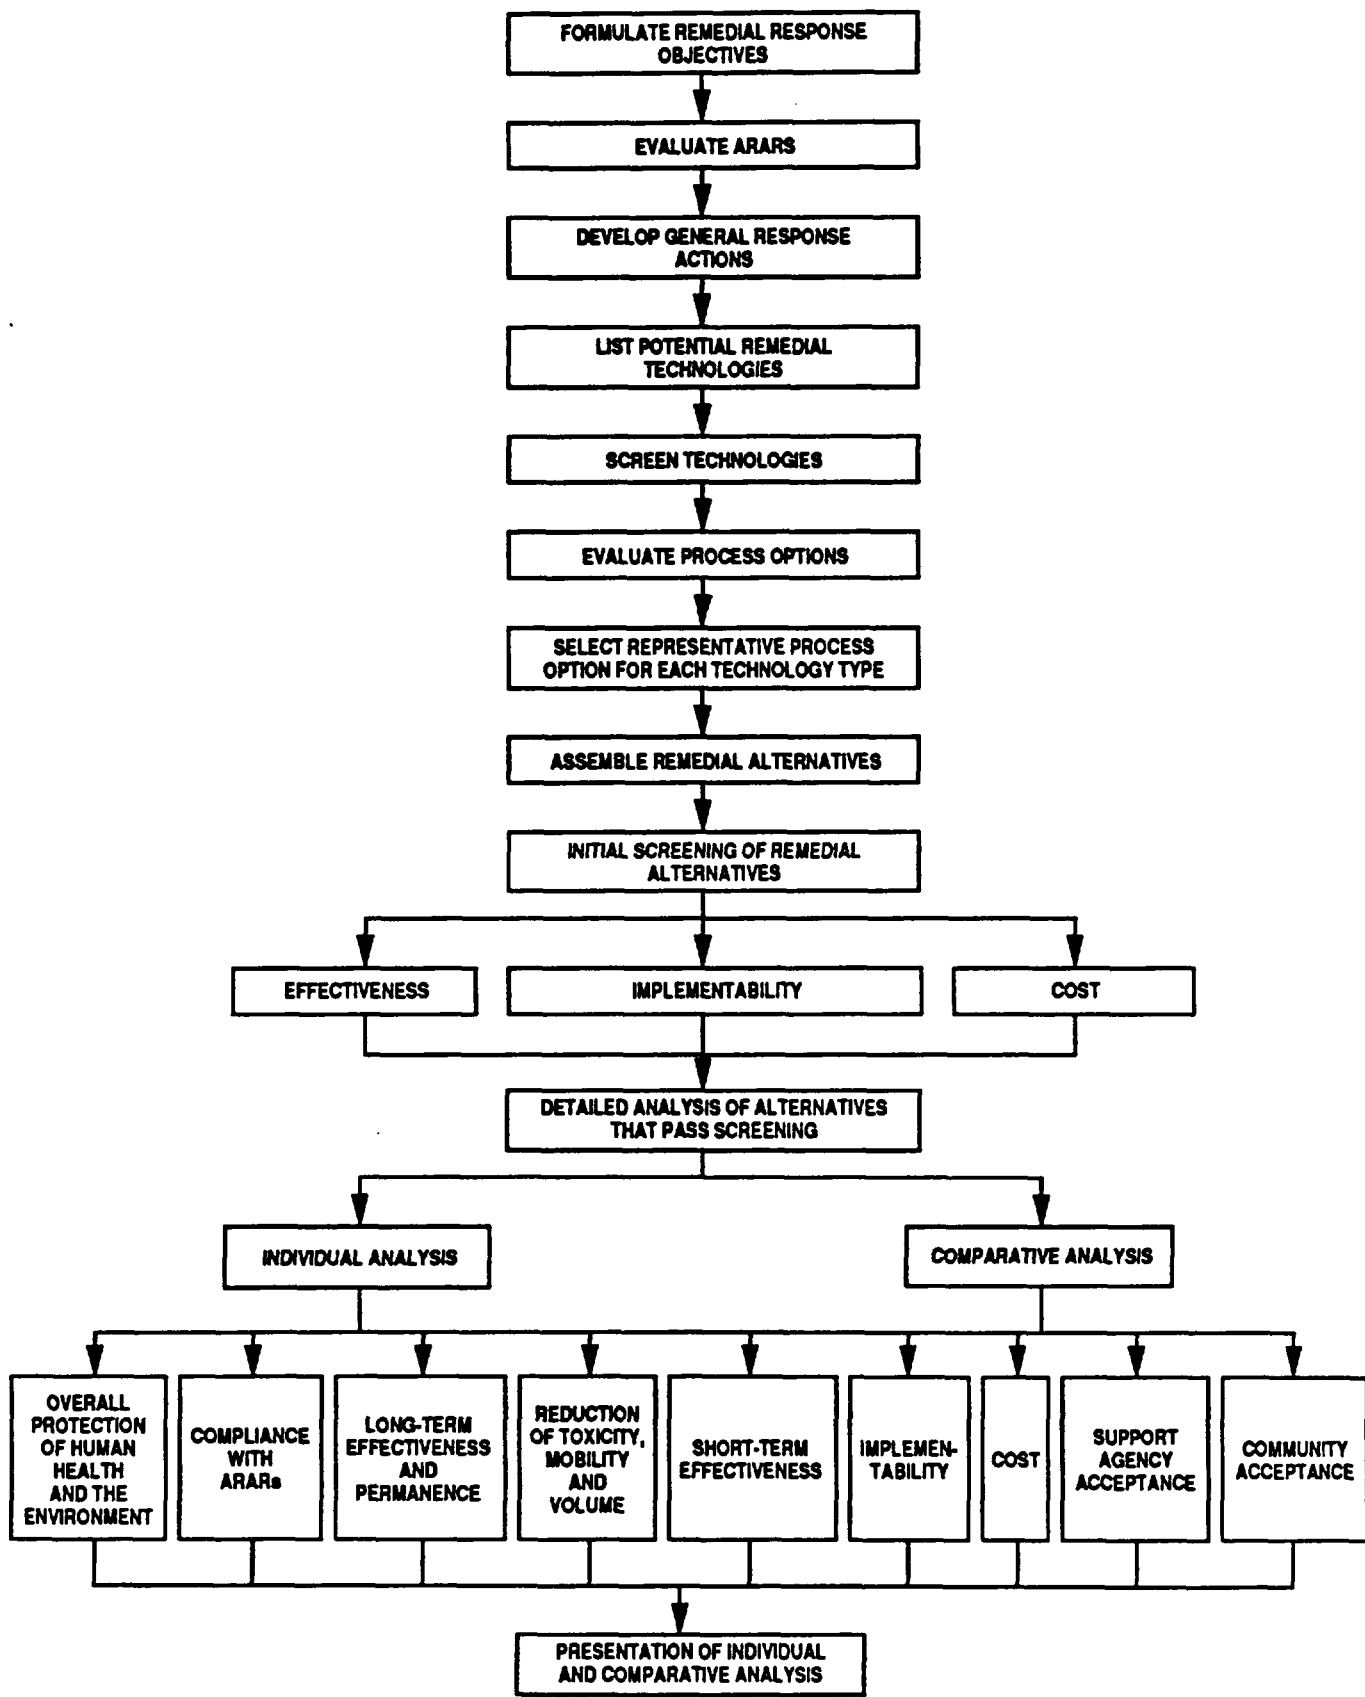 FORMULATE REMEDIAL RESPONSE
OBJECTIVES
EVALUATE ARARS
DEVELOP GENERAL RESPONSE
ACTIONS
LIST POTENTIAL REMEDIAL
TECHNOLOGIES
SCREEN TECHNOLOGIES
EVALUATE PROCESS OPTIONS
SELECT REPRESENTATIVE PROCESS
OPTION FOR EACH TECHNOLOGY TYPE
ASSEMBLE REMEDIAL ALTERNATIVES
INITIAL SCREENING OF REMEDIAL
ALTERNATIVES
EFFECTIVENESS
IMPLEMENTABILITY
COST
DETAILED ANALYSIS OF ALTERNATIVES
THAT PASS SCREENING
INDIVIDUAL ANALYSIS
COMPARATIVE ANALYSIS
OVERALL
PROTECTION
OF HUMAN
HEALTH
AND THE
ENVIRONMENT
COMPLIANCE
WITH
ARARs
LONG-TERM
EFFECTIVENESS
AND
PERMANENCE
REDUCTION
OF TOXICITY,
MOBILITY
AND
VOLUME
SHORT-TERM
EFFECTIVENESS
IMPLEMEN-
TABILITY
COST
SUPPORT
AGENCY
ACCEPTANCE
COMMUNITY
ACCEPTANCE
PRESENTATION OF INDIVIDUAL
AND COMPARATIVE ANALYSIS